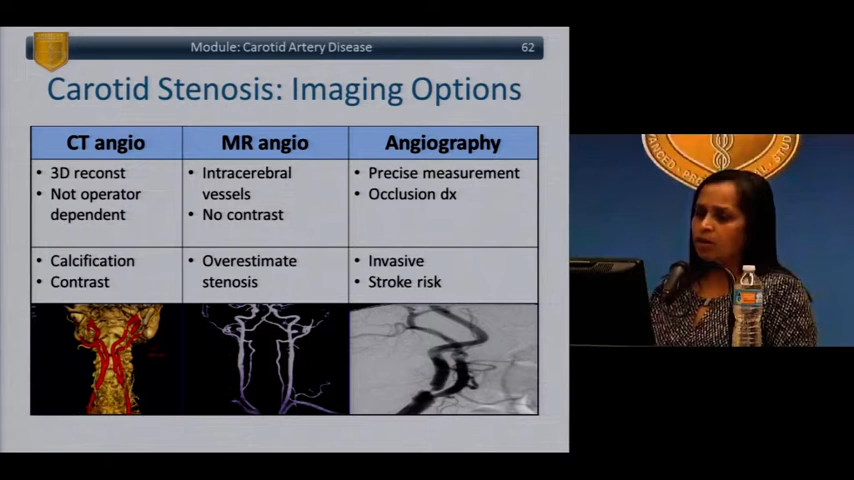 Module: Carotid Artery Disease
62
Carotid Stenosis: Imaging Options
CT angio
MR angio
Angiography
• 3D reconst
• Not operator
dependent
• Intracerebral
vessels
• No contrast
• Precise measurement
• Occlusion dx
• Calcification
• Contrast
• Overestimate
stenosis
• Invasive
• Stroke risk